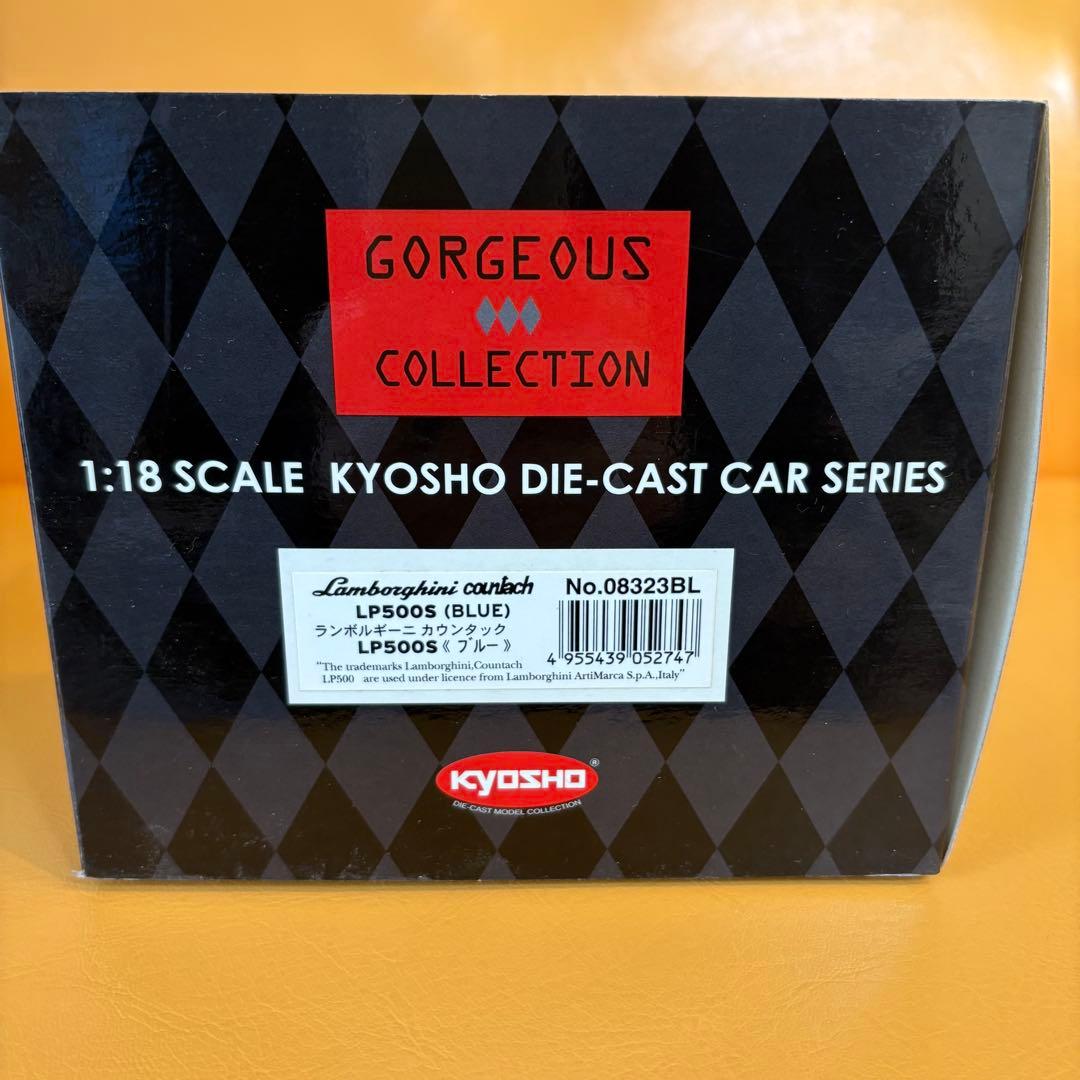 GORGEOUS
COLLECTION
1:18 SCALE KYOSHO DIE-CAST CAR SERIES
Lamborghini countach No.08323BL
LP500S (BLUE)
ランボルギーニ カウンタック
LP500S《 ブルー 》
4 955439 052747
"The trademarks Lamborghini,Countach
LP500 are used under licence from Lamborghini ArtiMarca S.p.A.,Italy"
KYOSHO ®
DIE-CAST MODEL COLLECTION